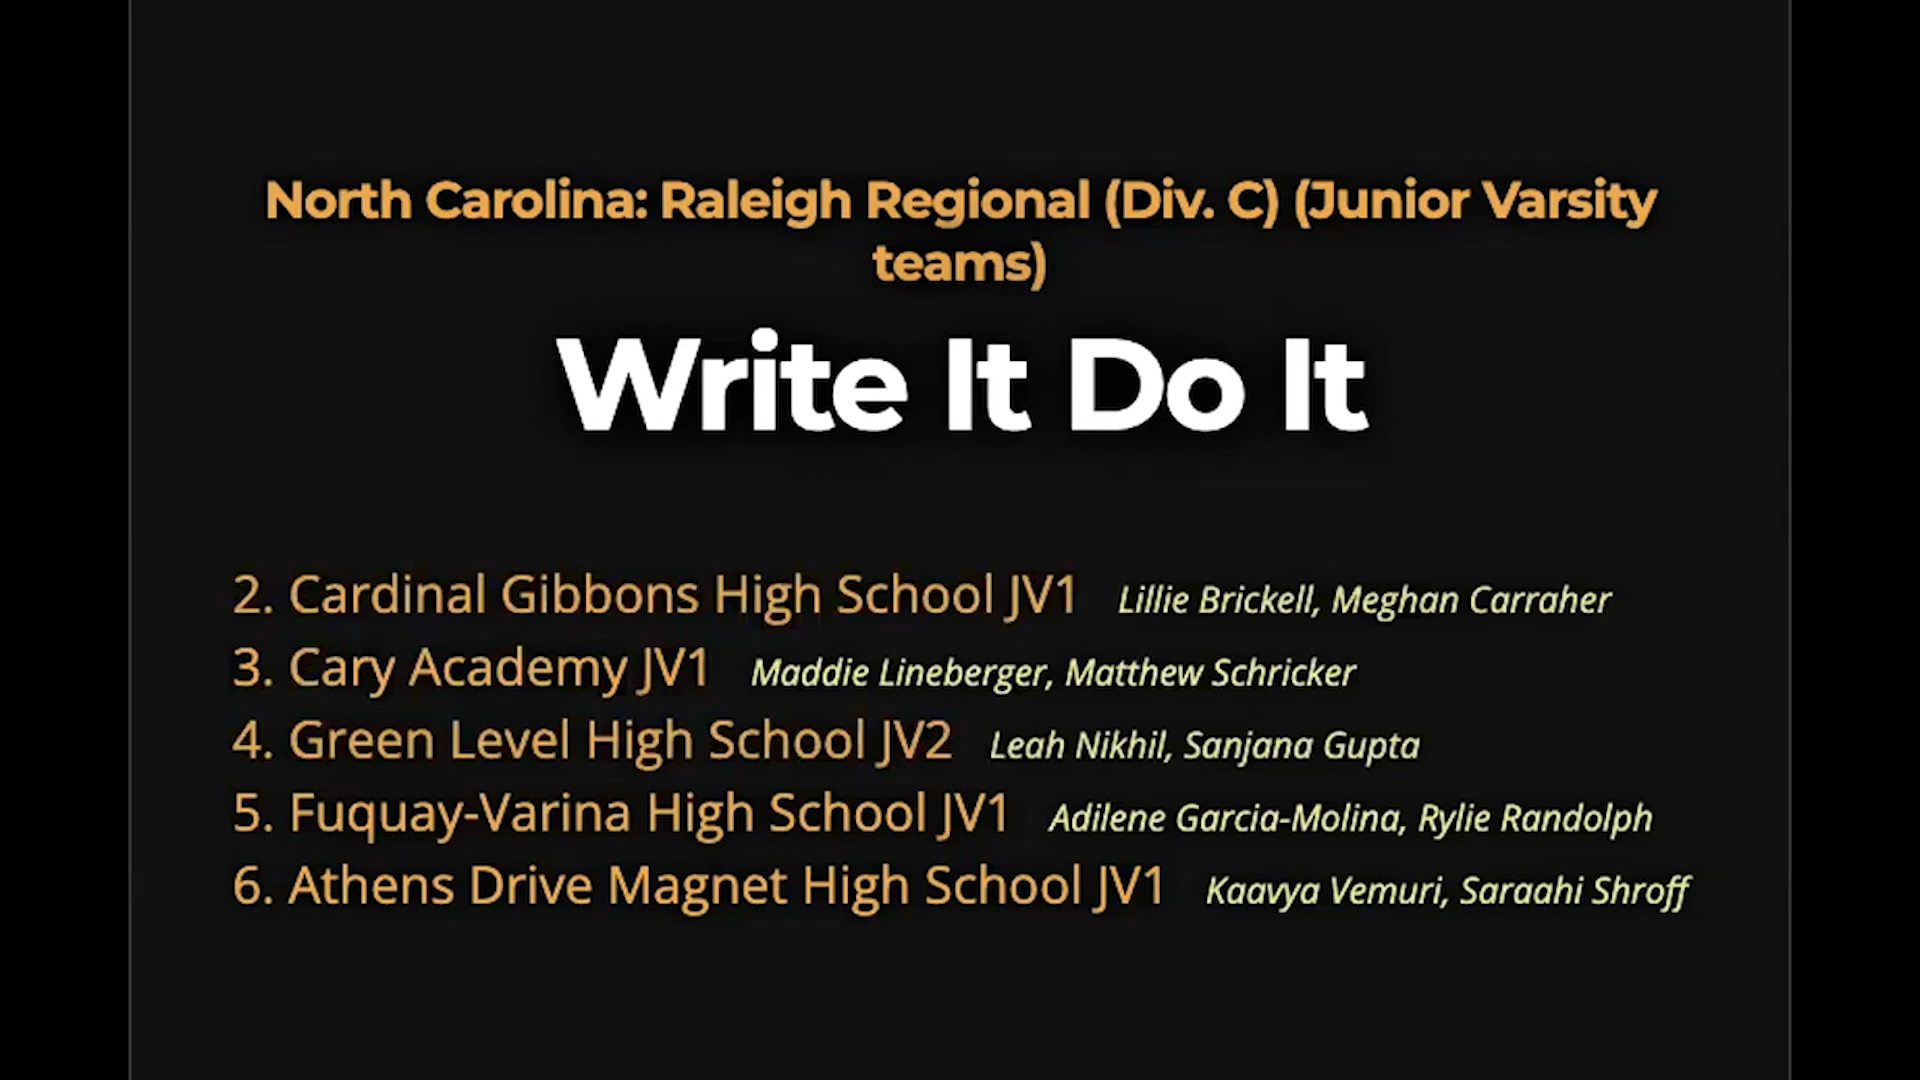 North Carolina: Raleigh Regional (Div. C) (Junior Varsity
teams)
Write It Do It
2. Cardinal Gibbons High School JV1 Lillie Brickell, Meghan Carraher
3. Cary Academy JV1 Maddie Lineberger, Matthew Schricker
4. Green Level High School JV2 Leah Nikhil, Sanjana Gupta
5. Fuquay-Varina High School JV1 Adilene Garcia-Molina, Rylie Randolph
6. Athens Drive Magnet High School JV1 Kaavya Vemuri, Saraahi Shroff